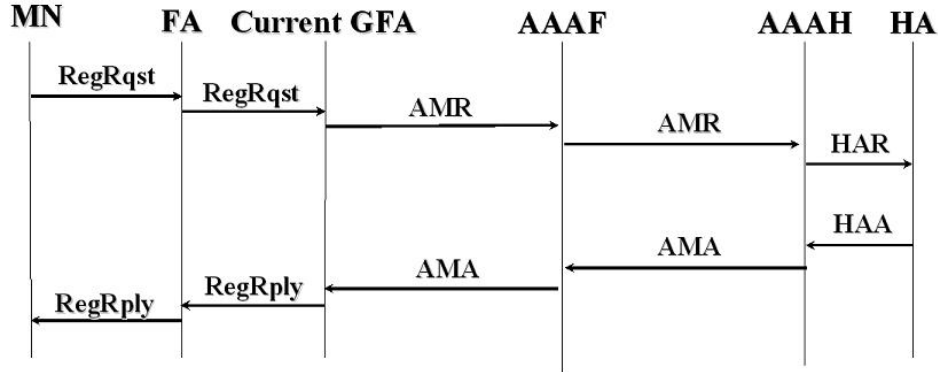 MN FA Current GFA AAAF AAAH HA
RegRqst
RegRqst
AMR
AMR
HAR
HAA
AMA
AMA
RegRply
RegRply